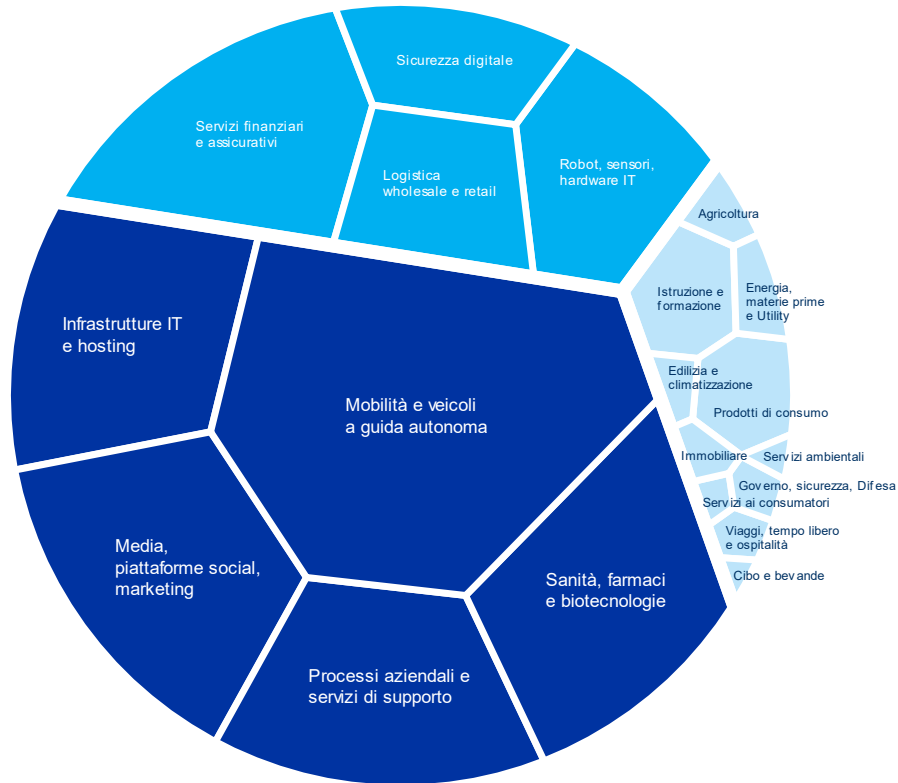 Sicurezza digitale
Servizi finanziari
e assicurativi
Logistica
wholesale e retail
Robot, sensori,
hardware IT
Agricoltura
Istruzione e
formazione
Energia,
materie prime
e Utility
Infrastrutture IT
e hosting
Mobilità e veicoli
a guida autonoma
Edilizia e
climatizzazione
Prodotti di consumo
Immobiliare
Servizi ambientali
Governo, sicurezza, Difesa
Servizi ai consumatori
Viaggi, tempo libero
e ospitalità
Cibo e bevande
Media,
piattaforme social,
marketing
Sanità, farmaci
e biotecnologie
Processi aziendali e
servizi di supporto